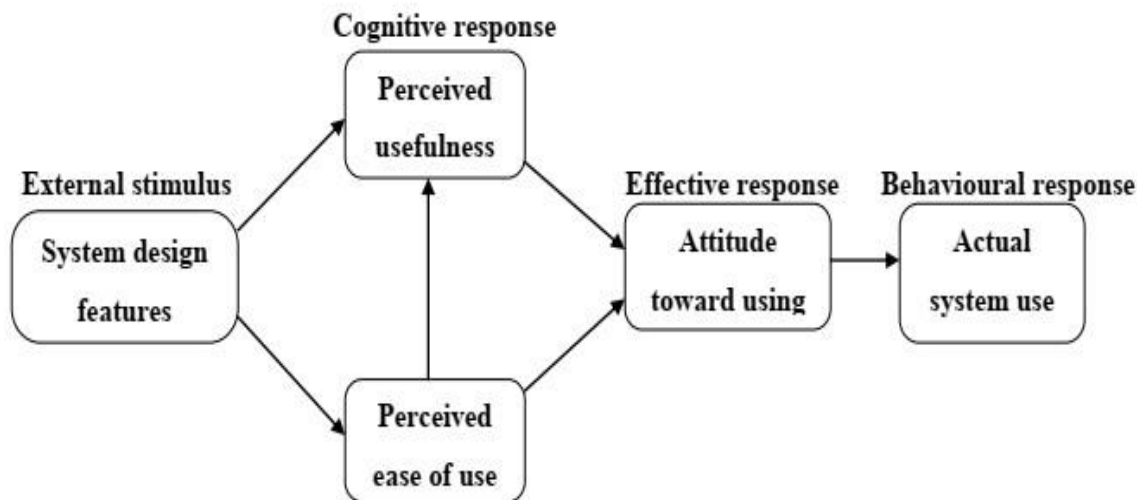 Cognitive response
Perceived
usefulness
External stimulus
System design
features
Effective response
Attitude
toward using
Behavioural response
Actual
system use
Perceived
ease of use